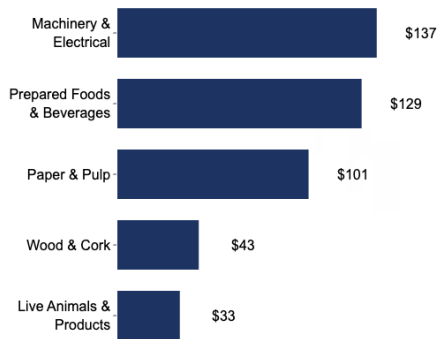 Machinery &
Electrical
$137
Prepared Foods
& Beverages
$129
Paper & Pulp
$101
Wood & Cork
$43
Live Animals &
Products
$33